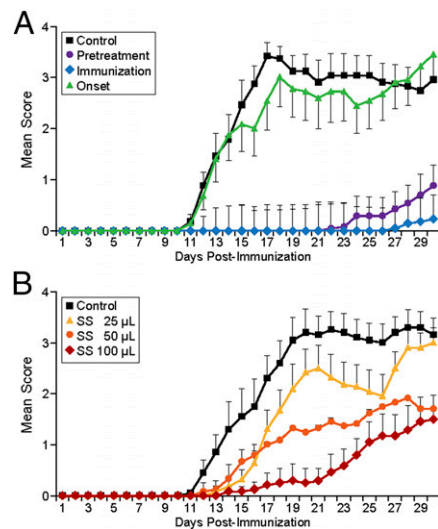 A
Control
Pretreatment
Immunization
Onset
4
3
2
1
0
Mean Score
1 3 5 7 9 11 13 15 17 19 21 23 25 27 29
Days Post-Immunization
B
Control
SS 25 µL
SS 50 µL
SS 100 µL
4
3
2
1
0
Mean Score
1 3 5 7 9 11 13 15 17 19 21 23 25 27 29
Days Post-Immunization